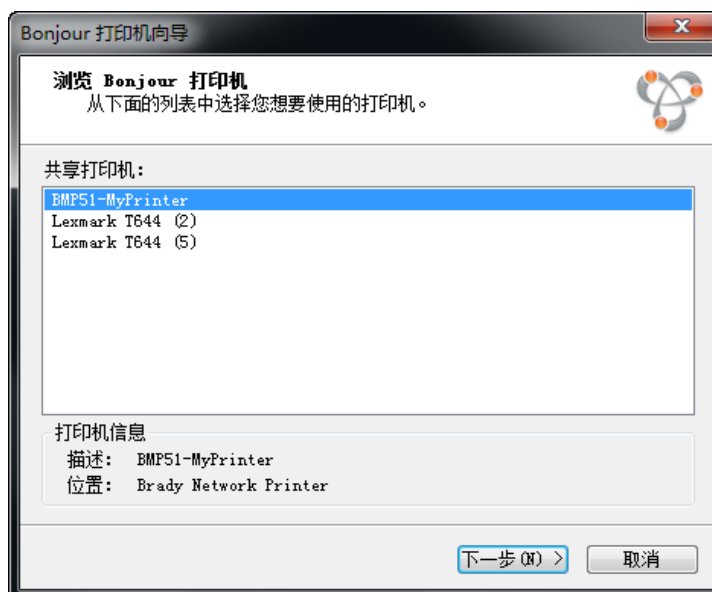 Bonjour 打印机向导
浏览 Bonjour 打印机
从下面的列表中选择您想要使用的打印机。
共享打印机：
BMP51-MyPrinter
Lexmark T644 (2)
Lexmark T644 (5)
打印机信息
描述： BMP51-MyPrinter
位置： Brady Network Printer
下一步(N) > 取消